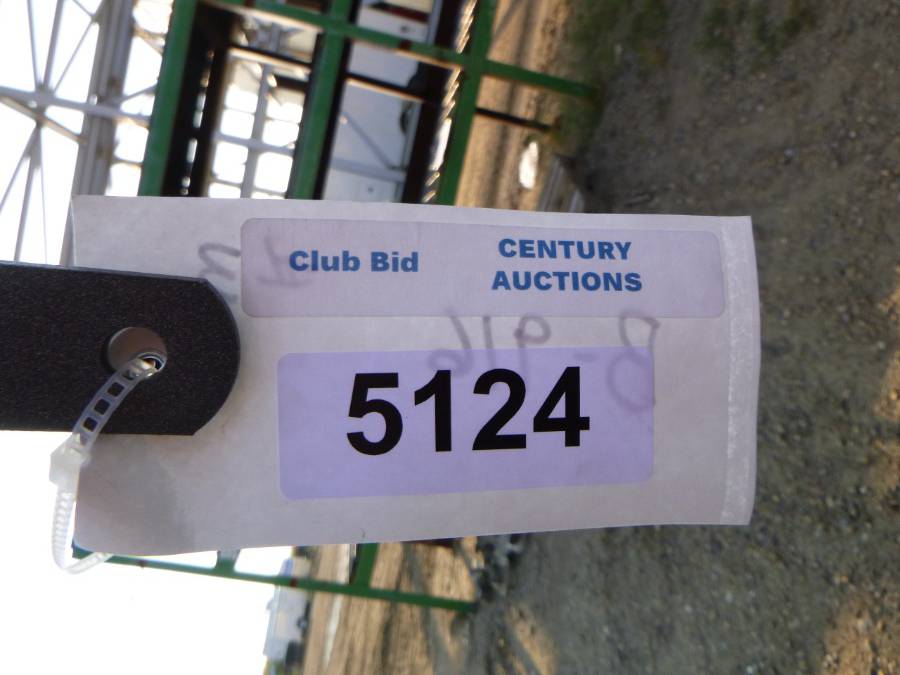 Club Bid
CENTURY
AUCTIONS
5124